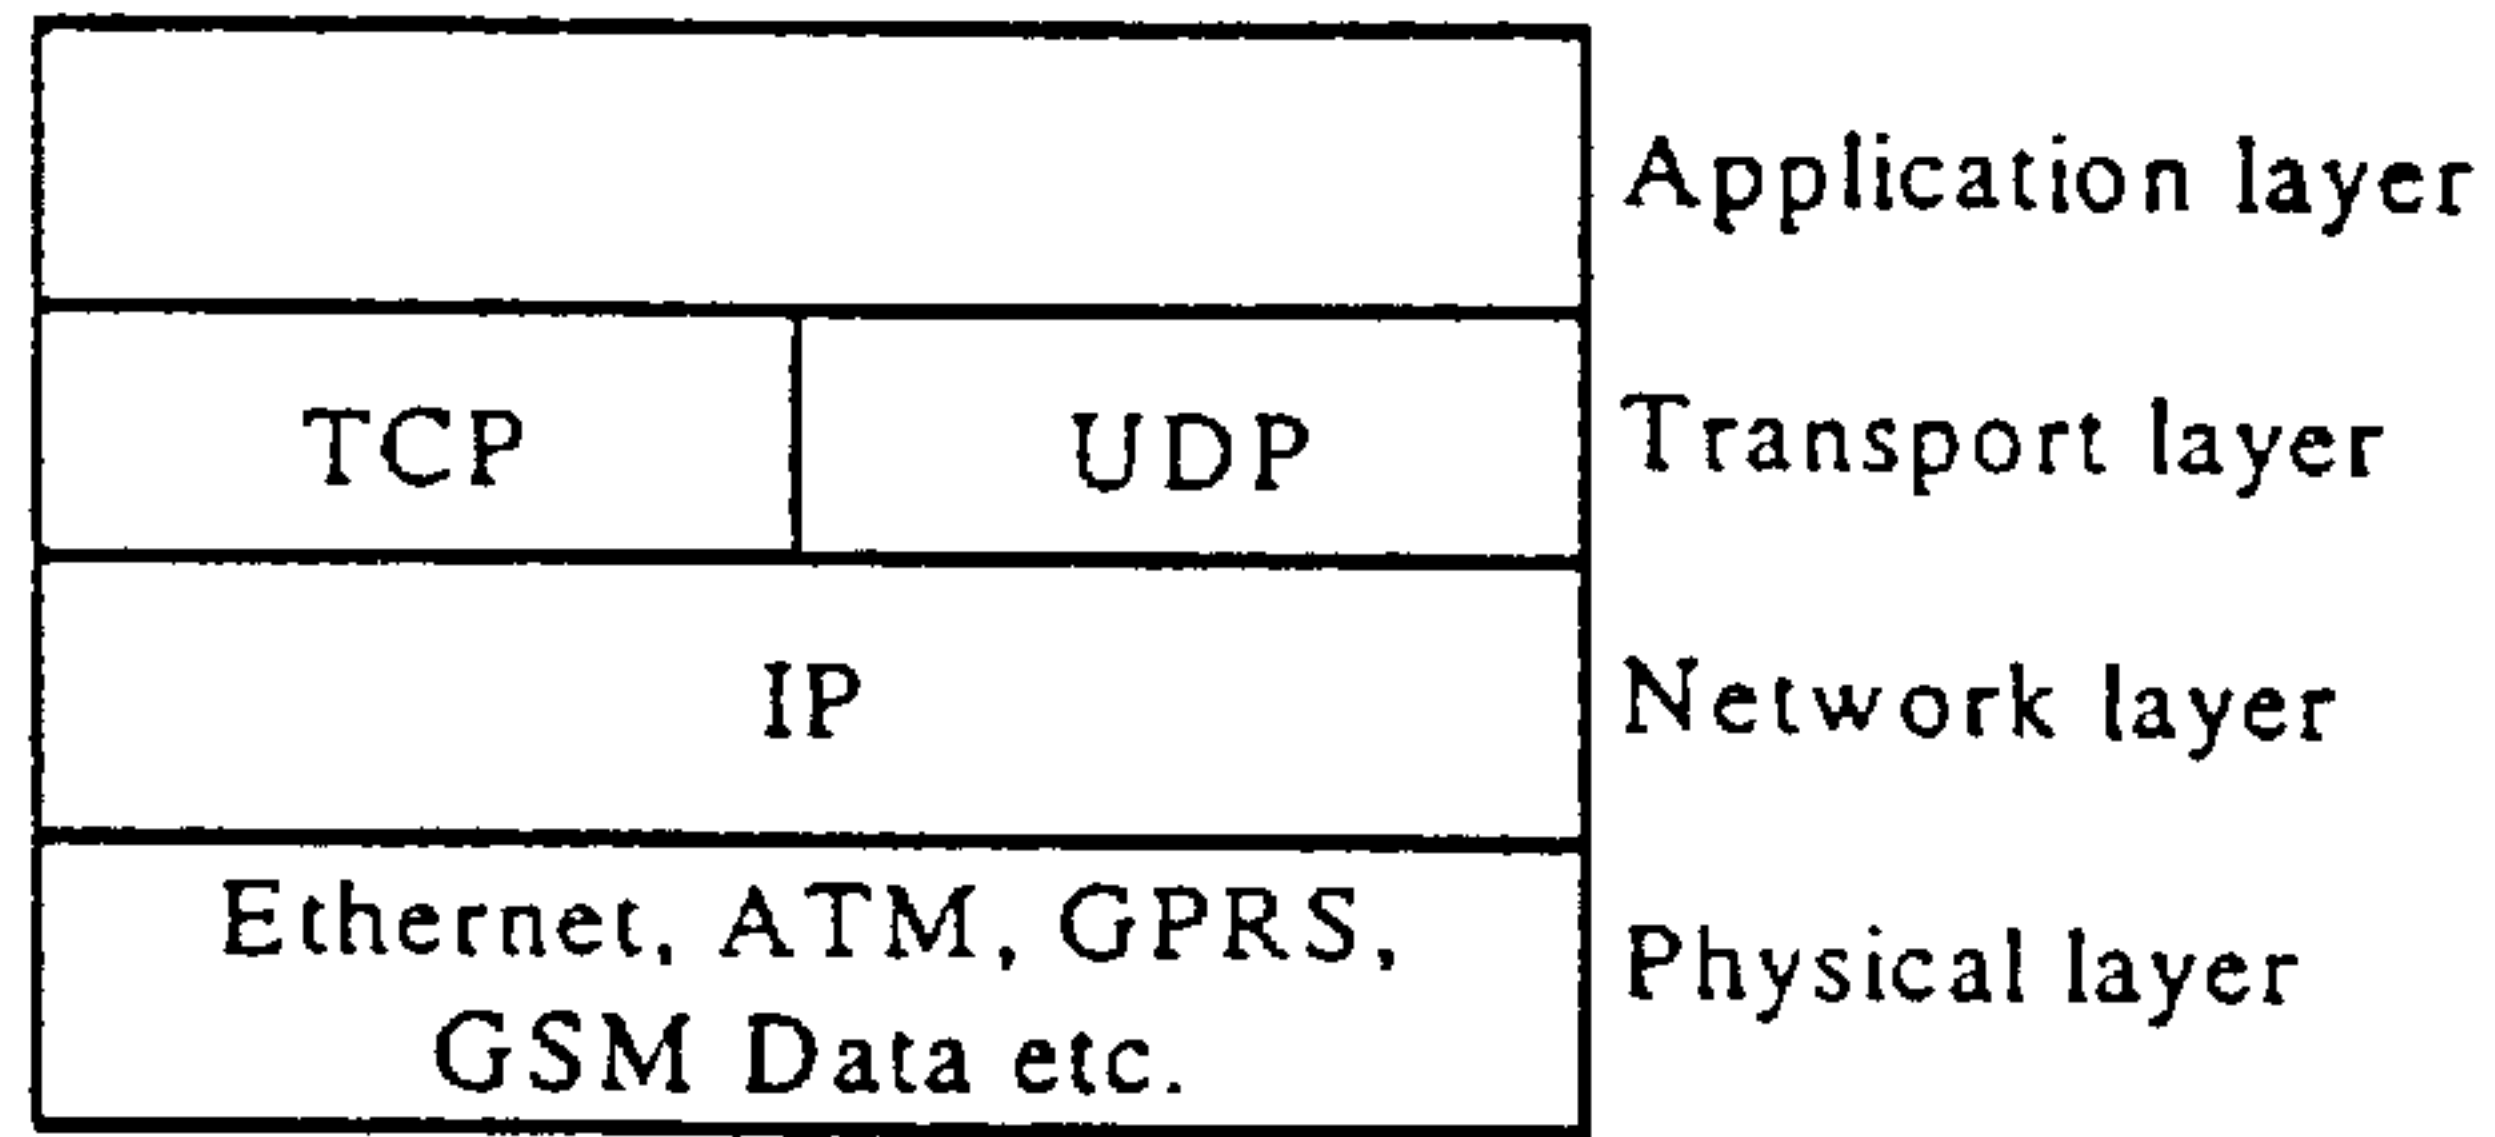 Application layer
TCP UDP Transport layer
IP Network layer
Ethernet, ATM, GPRS,
GSM Data etc.
Physical layer